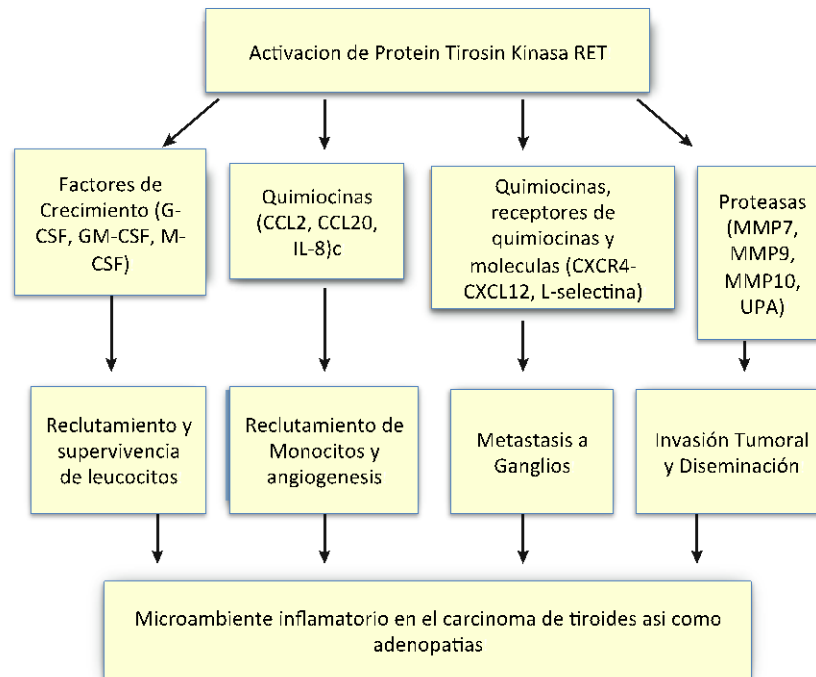 Activacion de Protein Tirosin Kinasa RET
Factores de
Crecimiento (G-
CSF, GM-CSF, M-
CSF)
Quimiocinas
(CCL2, CCL20,
IL-8)c
Quimiocinas,
receptores de
quimiocinas y
moleculas (CXCR4-
CXCL12, L-selectina)
Proteasas
(MMP7,
MMP9,
MMP10,
UPA)
Reclutamiento y
supervivencia
de leucocitos
Reclutamiento de
Monocitos y
angiogenesis
Metastasis a
Ganglios
Invasión Tumoral
y Diseminación
Microambiente inflamatorio en el carcinoma de tiroides asi como
adenopatias